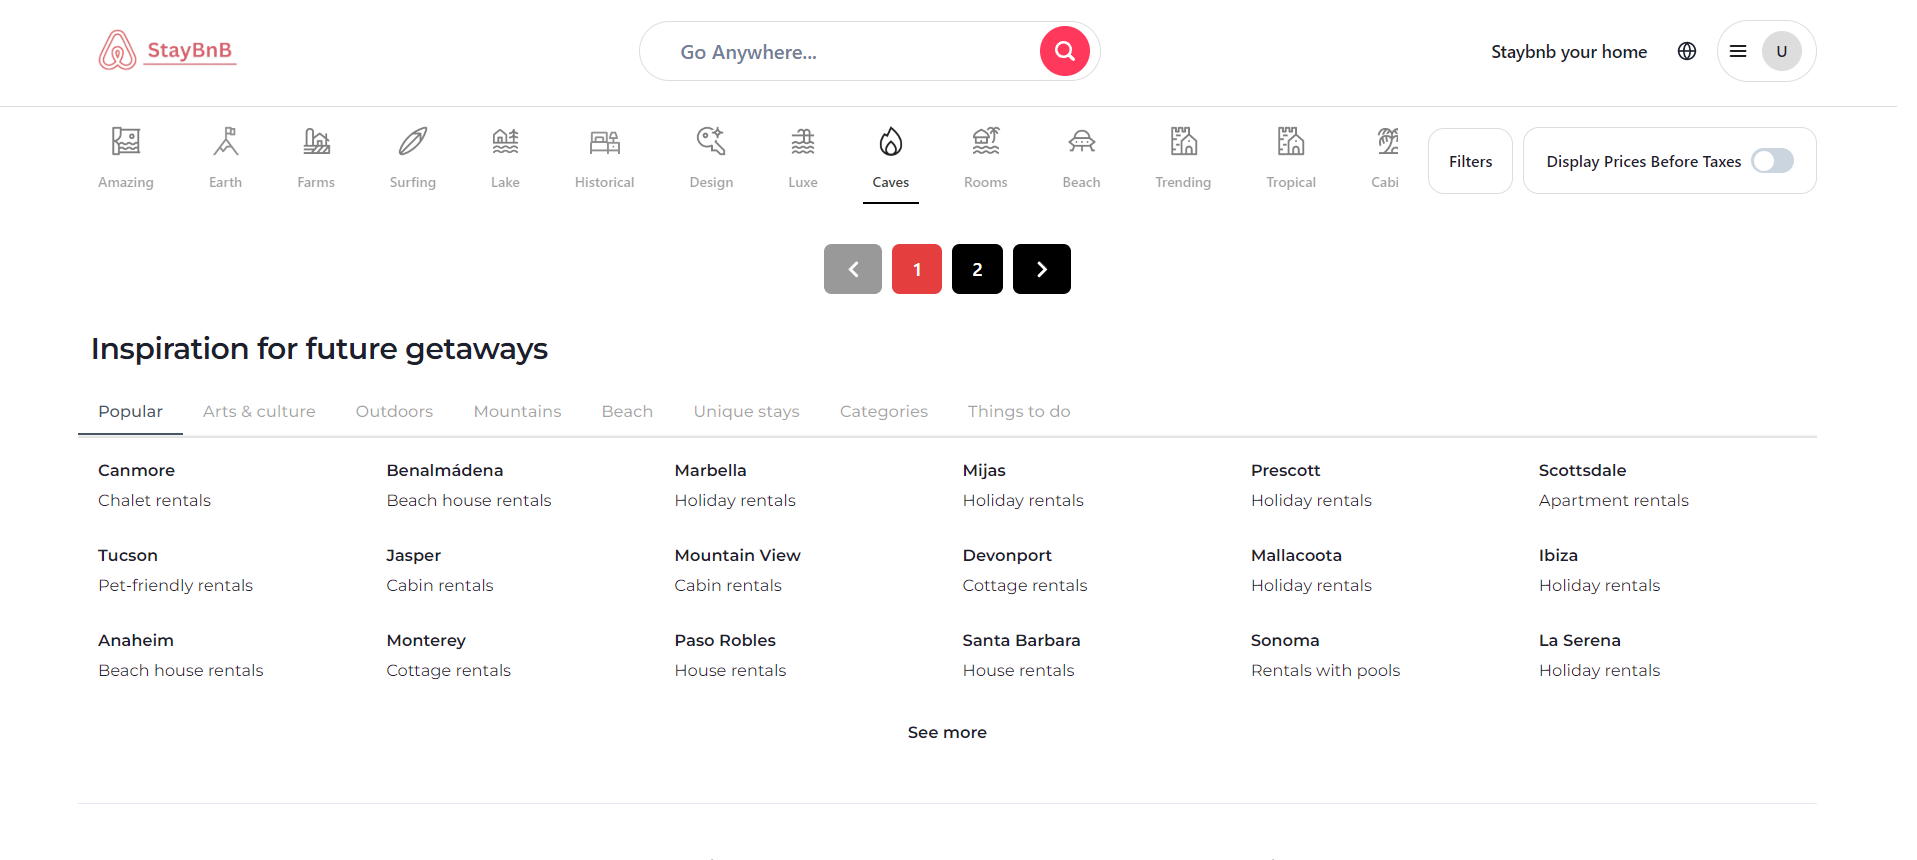 StayBnB
Go Anywhere...
Staybnb your home
U
Amazing
Earth
Farms
Surfing
Lake
Historical
Design
Luxe
Caves
Rooms
Beach
Trending
Tropical
Cabi
Filters
Display Prices Before Taxes
1
2
Inspiration for future getaways
Popular
Arts & culture
Outdoors
Mountains
Beach
Unique stays
Categories
Things to do
Canmore
Chalet rentals
Benalmádena
Beach house rentals
Marbella
Holiday rentals
Mijas
Holiday rentals
Prescott
Holiday rentals
Scottsdale
Apartment rentals
Tucson
Pet-friendly rentals
Jasper
Cabin rentals
Mountain View
Cabin rentals
Devonport
Cottage rentals
Mallacoota
Holiday rentals
Ibiza
Holiday rentals
Anaheim
Beach house rentals
Monterey
Cottage rentals
Paso Robles
House rentals
Santa Barbara
House rentals
Sonoma
Rentals with pools
La Serena
Holiday rentals
See more